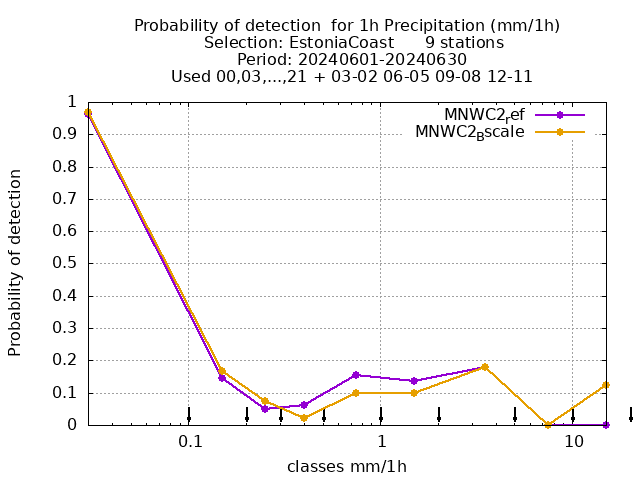 Probability of detection  for 1h Precipitation (mm/1h)
Selection: EstoniaCoast      9 stations
Period: 20240601-20240630
Used 00,03,...,21 + 03-02 06-05 09-08 12-11
MNWC2ref
MNWC2Bscale
1
0.9
0.8
0.7
0.6
0.5
0.4
0.3
0.2
0.1
0
Probability of detection
0.1
1
10
classes mm/1h